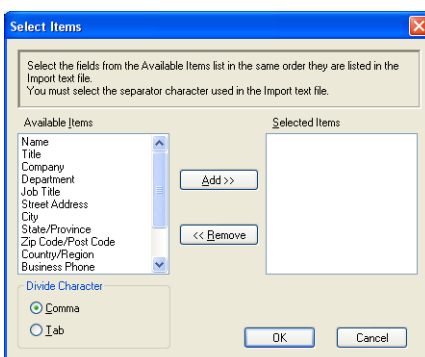 Select Items
Select the fields from the Available Items list in the same order they are listed in the
Import text file.
You must select the separator character used in the Import text file.
Available Items
Selected Items
Name
Title
Company
Department
Job Title
Street Address
City
State/Province
Zip Code/Post Code
Country/Region
Business Phone
Add >>
<< Remove
Divide Character
Comma
Tab
OK
Cancel